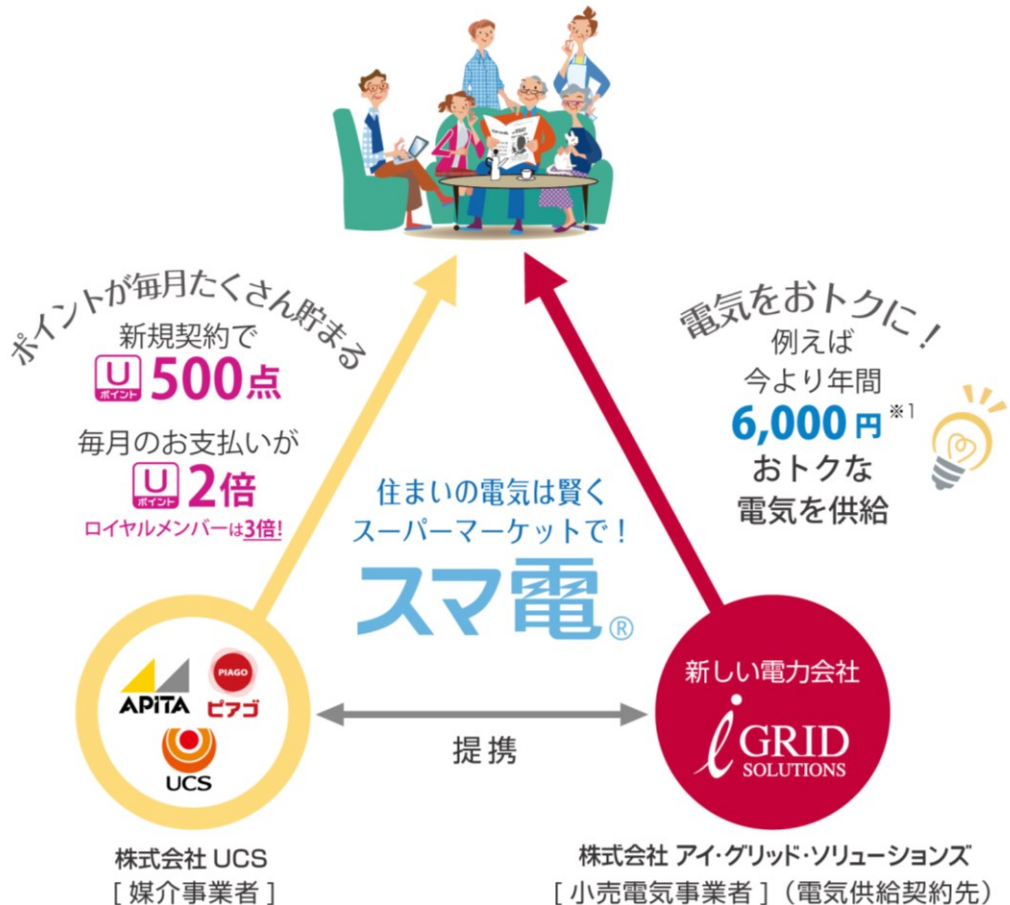 ポイントが毎月たくさん貯まる
新規契約で
U ポイント 500点
毎月のお支払いが
U ポイント 2倍
ロイヤルメンバーは3倍!
電気をおトクに!
例えば
今より年間
6,000円※1
おトクな
電気を供給
住まいの電気は賢く
スーパーマーケットで!
スマ電®
APiTA
PIAGO
ピアゴ
UCS
提携
新しい電力会社
i GRID
SOLUTIONS
株式会社 UCS
[ 媒介事業者 ]
株式会社 アイ・グリッド・ソリューションズ
[ 小売電気事業者 ](電気供給契約先)